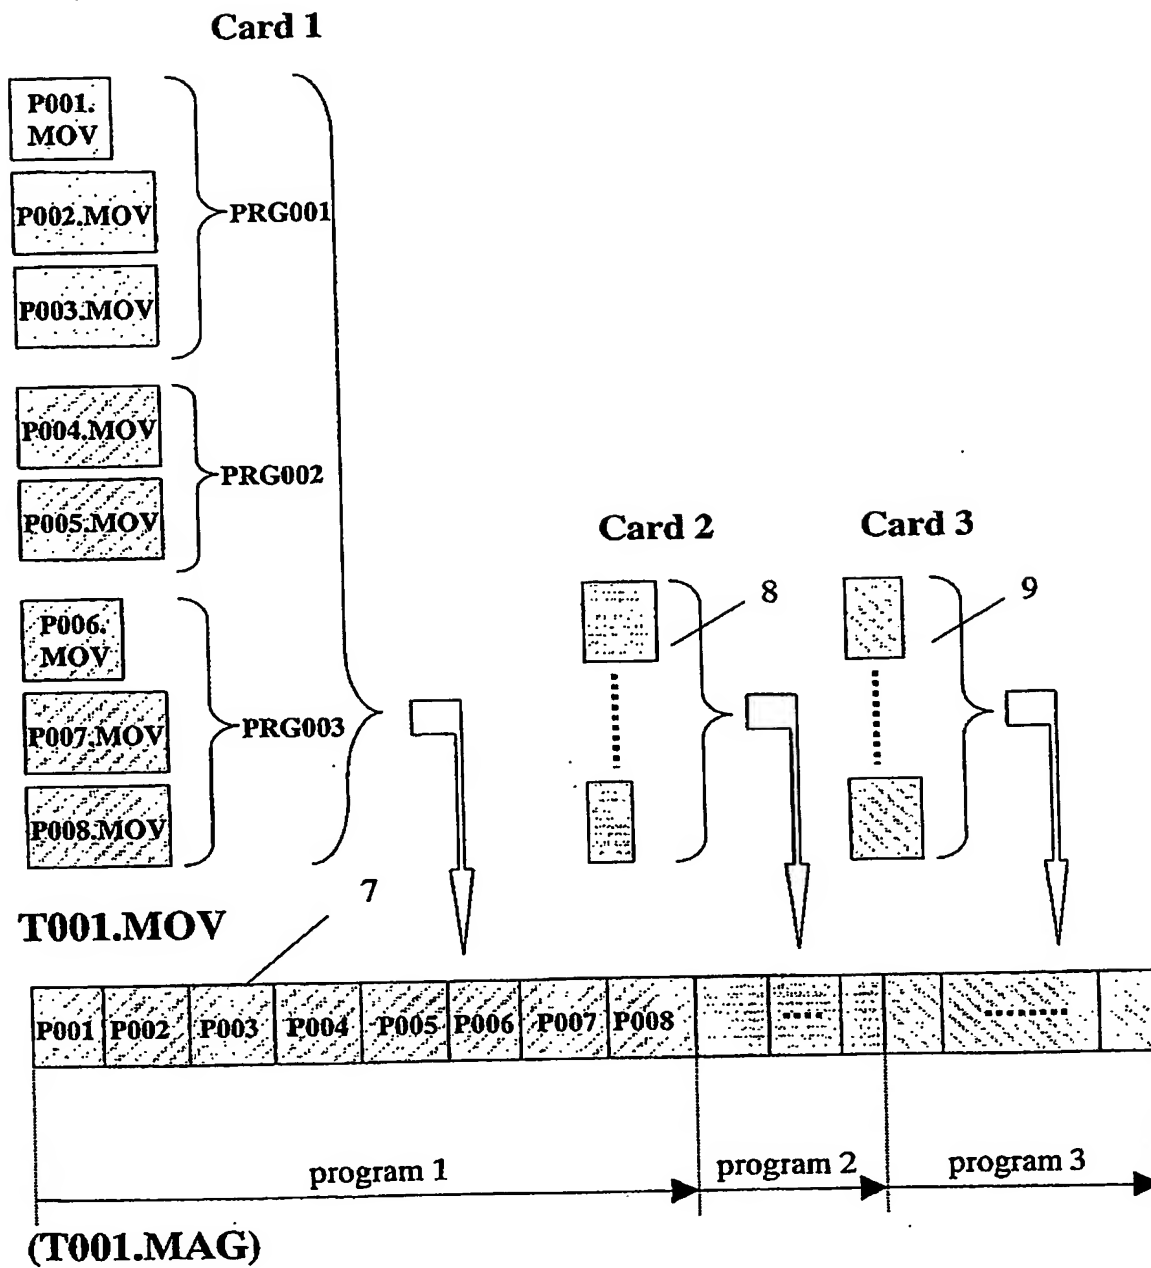 Card 1
P001.
MOV
P002.MOV
PRG001
P003.MOV
P004.MOV
PRG002
P005.MOV
Card 2
Card 3
8
9
P006.
MOV
P007.MOV
PRG003
P008.MOV
7
T001.MOV
P001 P002 P003 P004 P005 P006 P007 P008
program 1
program 2
program 3
(T001.MAG)